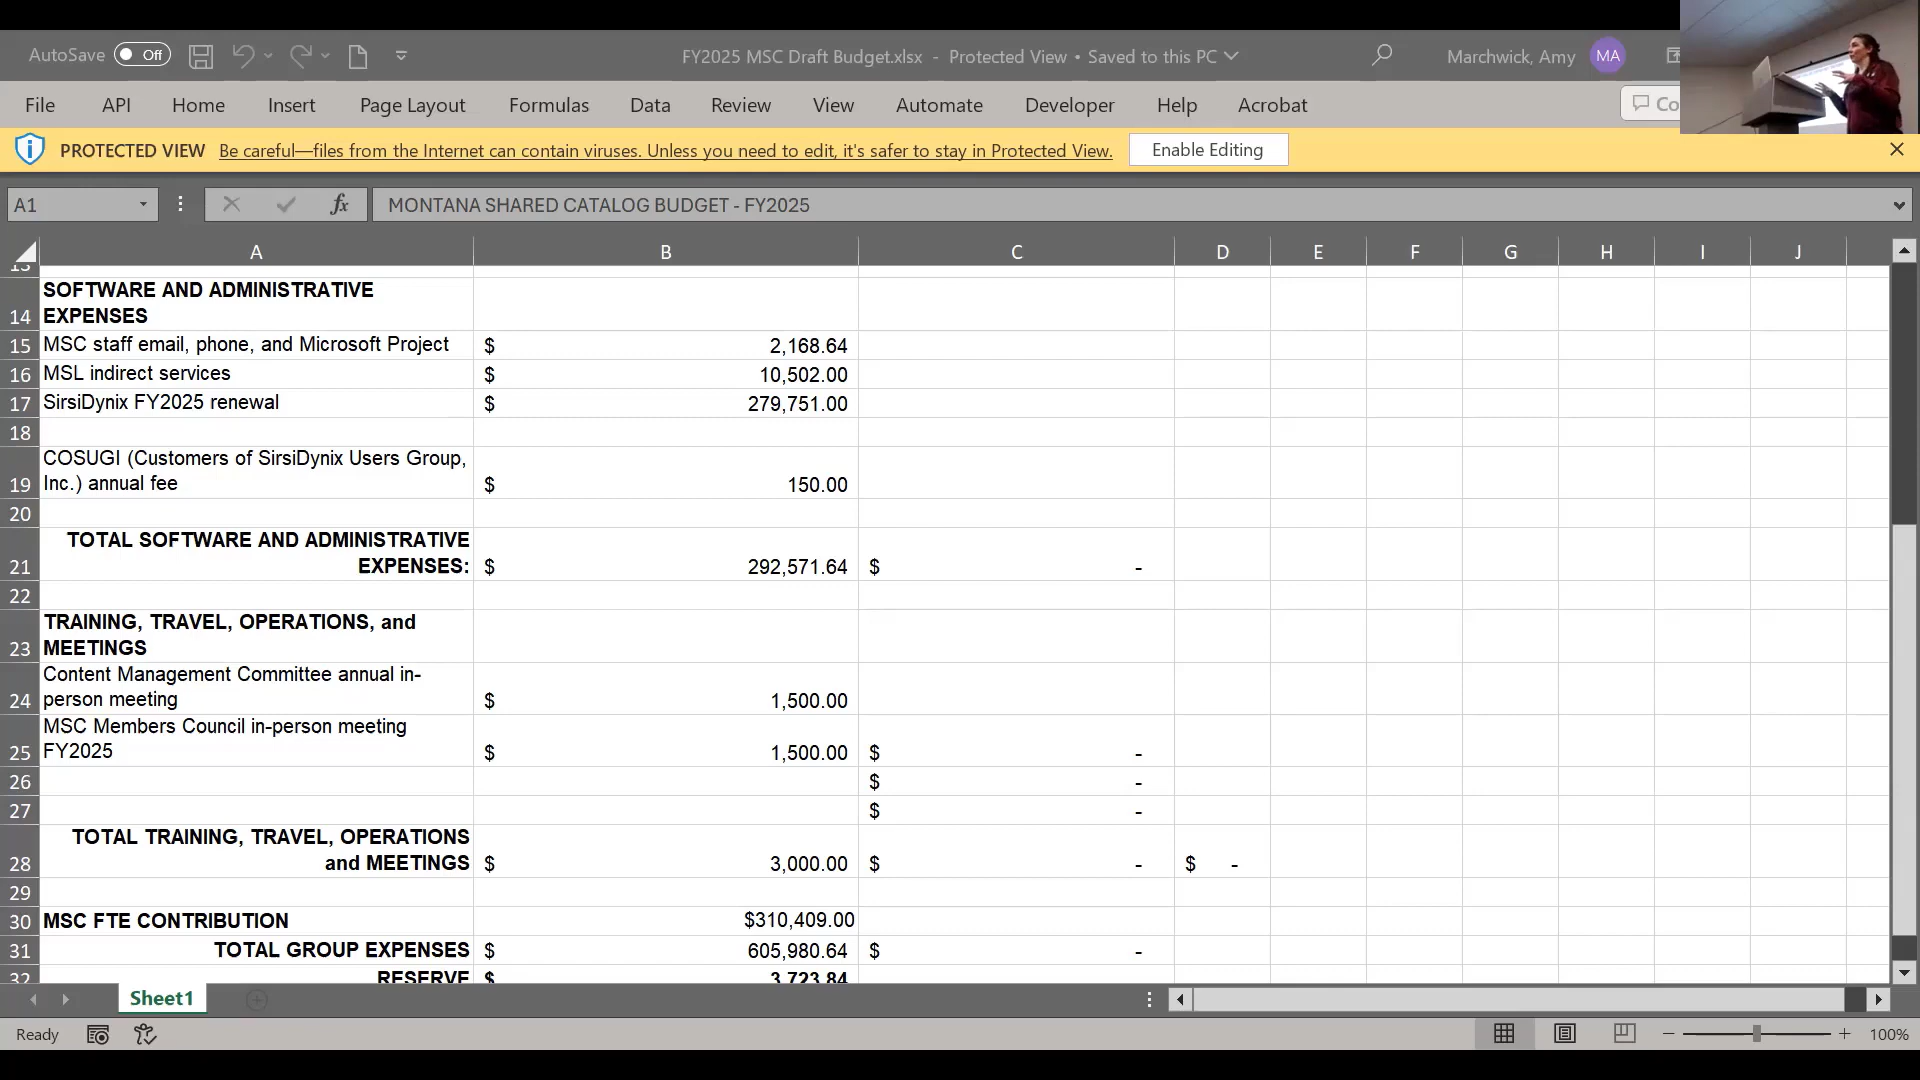 AutoSave Off FY2025 MSC Draft Budget.xlsx - Protected View • Saved to this PC Marchwick, Amy MA
File API Home Insert Page Layout Formulas Data Review View Automate Developer Help Acrobat Co
PROTECTED VIEW Be careful—files from the Internet can contain viruses. Unless you need to edit, it's safer to stay in Protected View. Enable Editing
A1 fx MONTANA SHARED CATALOG BUDGET - FY2025
A B C D E F G H I J
13
SOFTWARE AND ADMINISTRATIVE
14 EXPENSES
15 MSC staff email, phone, and Microsoft Project $ 2,168.64
16 MSL indirect services $ 10,502.00
17 SirsiDynix FY2025 renewal $ 279,751.00
18
COSUGI (Customers of SirsiDynix Users Group,
19 Inc.) annual fee $ 150.00
20
TOTAL SOFTWARE AND ADMINISTRATIVE
21 EXPENSES: $ 292,571.64 $ -
22
TRAINING, TRAVEL, OPERATIONS, and
23 MEETINGS
Content Management Committee annual in-
24 person meeting $ 1,500.00
MSC Members Council in-person meeting
25 FY2025 $ 1,500.00 $ -
26 $ -
27 $ -
TOTAL TRAINING, TRAVEL, OPERATIONS
28 and MEETINGS $ 3,000.00 $ - $ -
29
30 MSC FTE CONTRIBUTION $310,409.00
31 TOTAL GROUP EXPENSES $ 605,980.64 $ -
32 RESERVE $ 3,723.84
Sheet1
Ready 100%